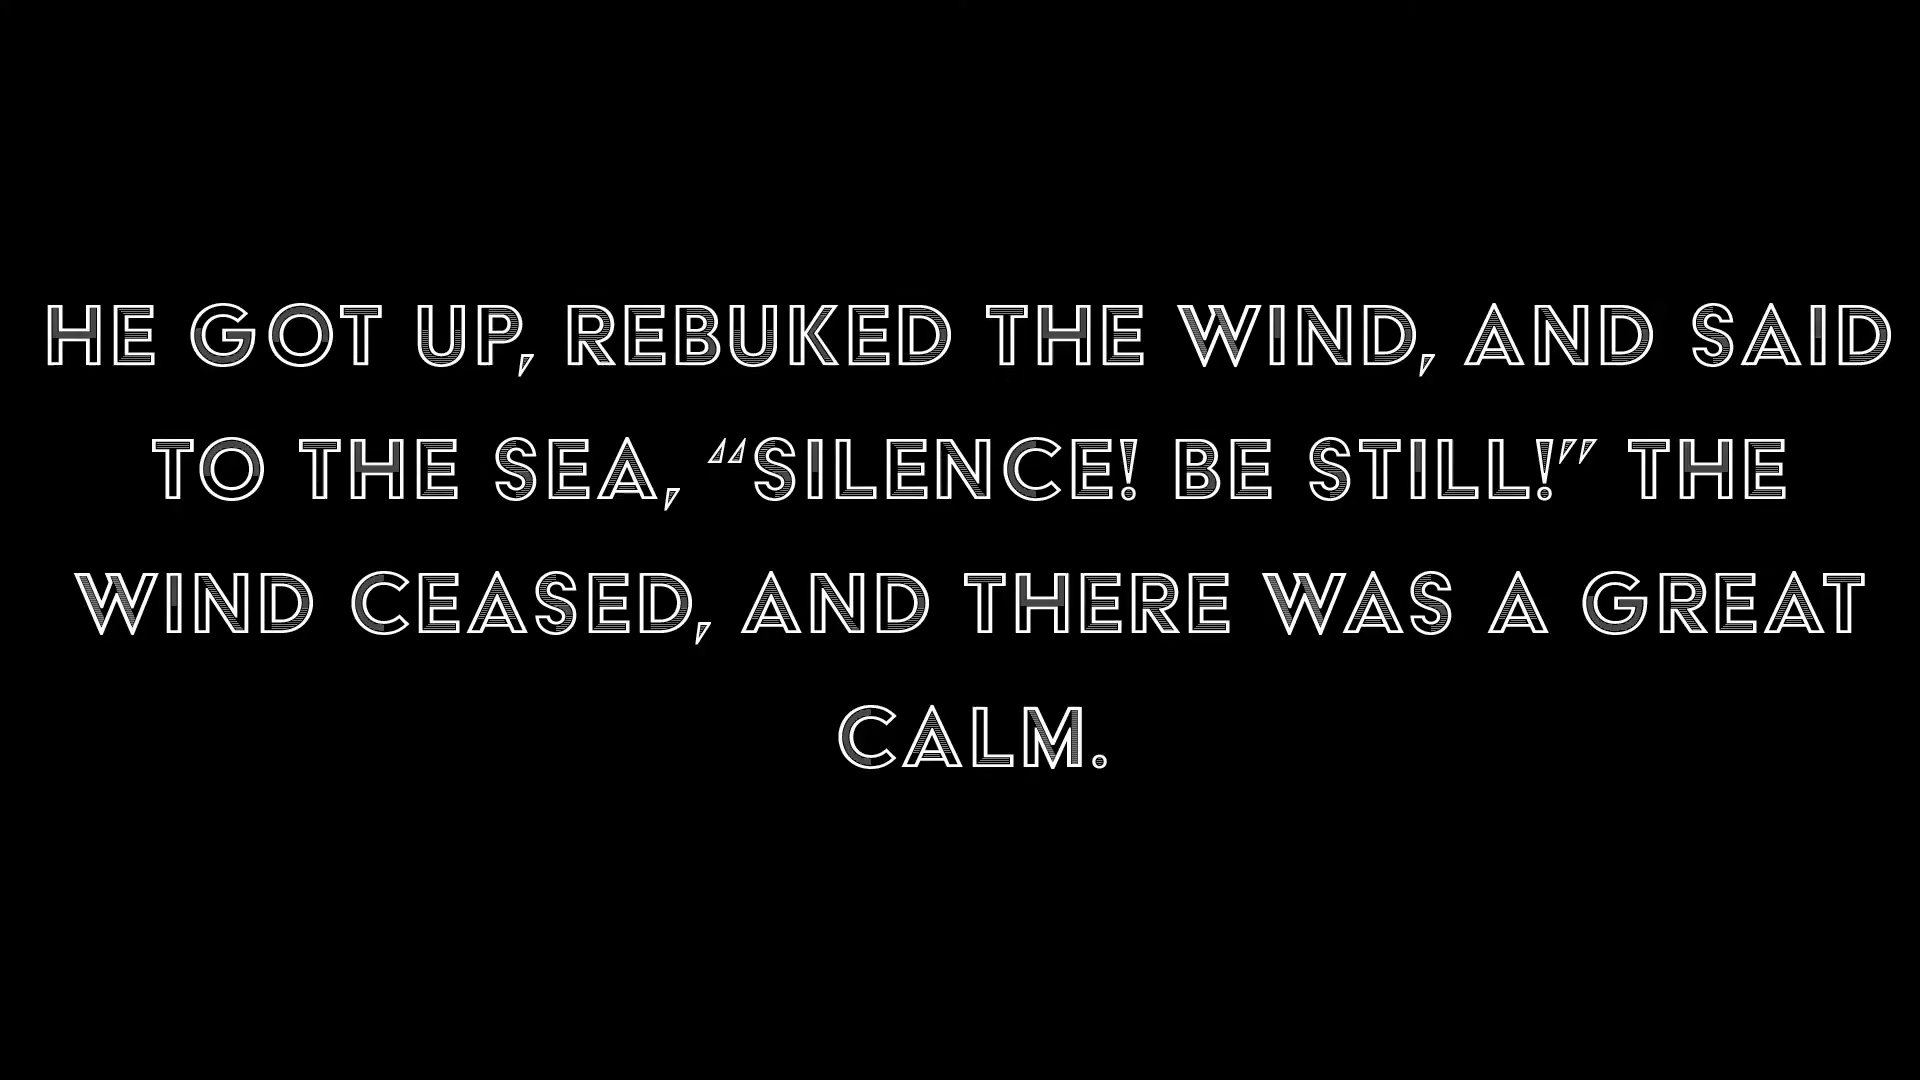 HE GOT UP, REBUKED THE WIND, AND SAID
TO THE SEA, “SILENCE! BE STILL!” THE
WIND CEASED, AND THERE WAS A GREAT
CALM.